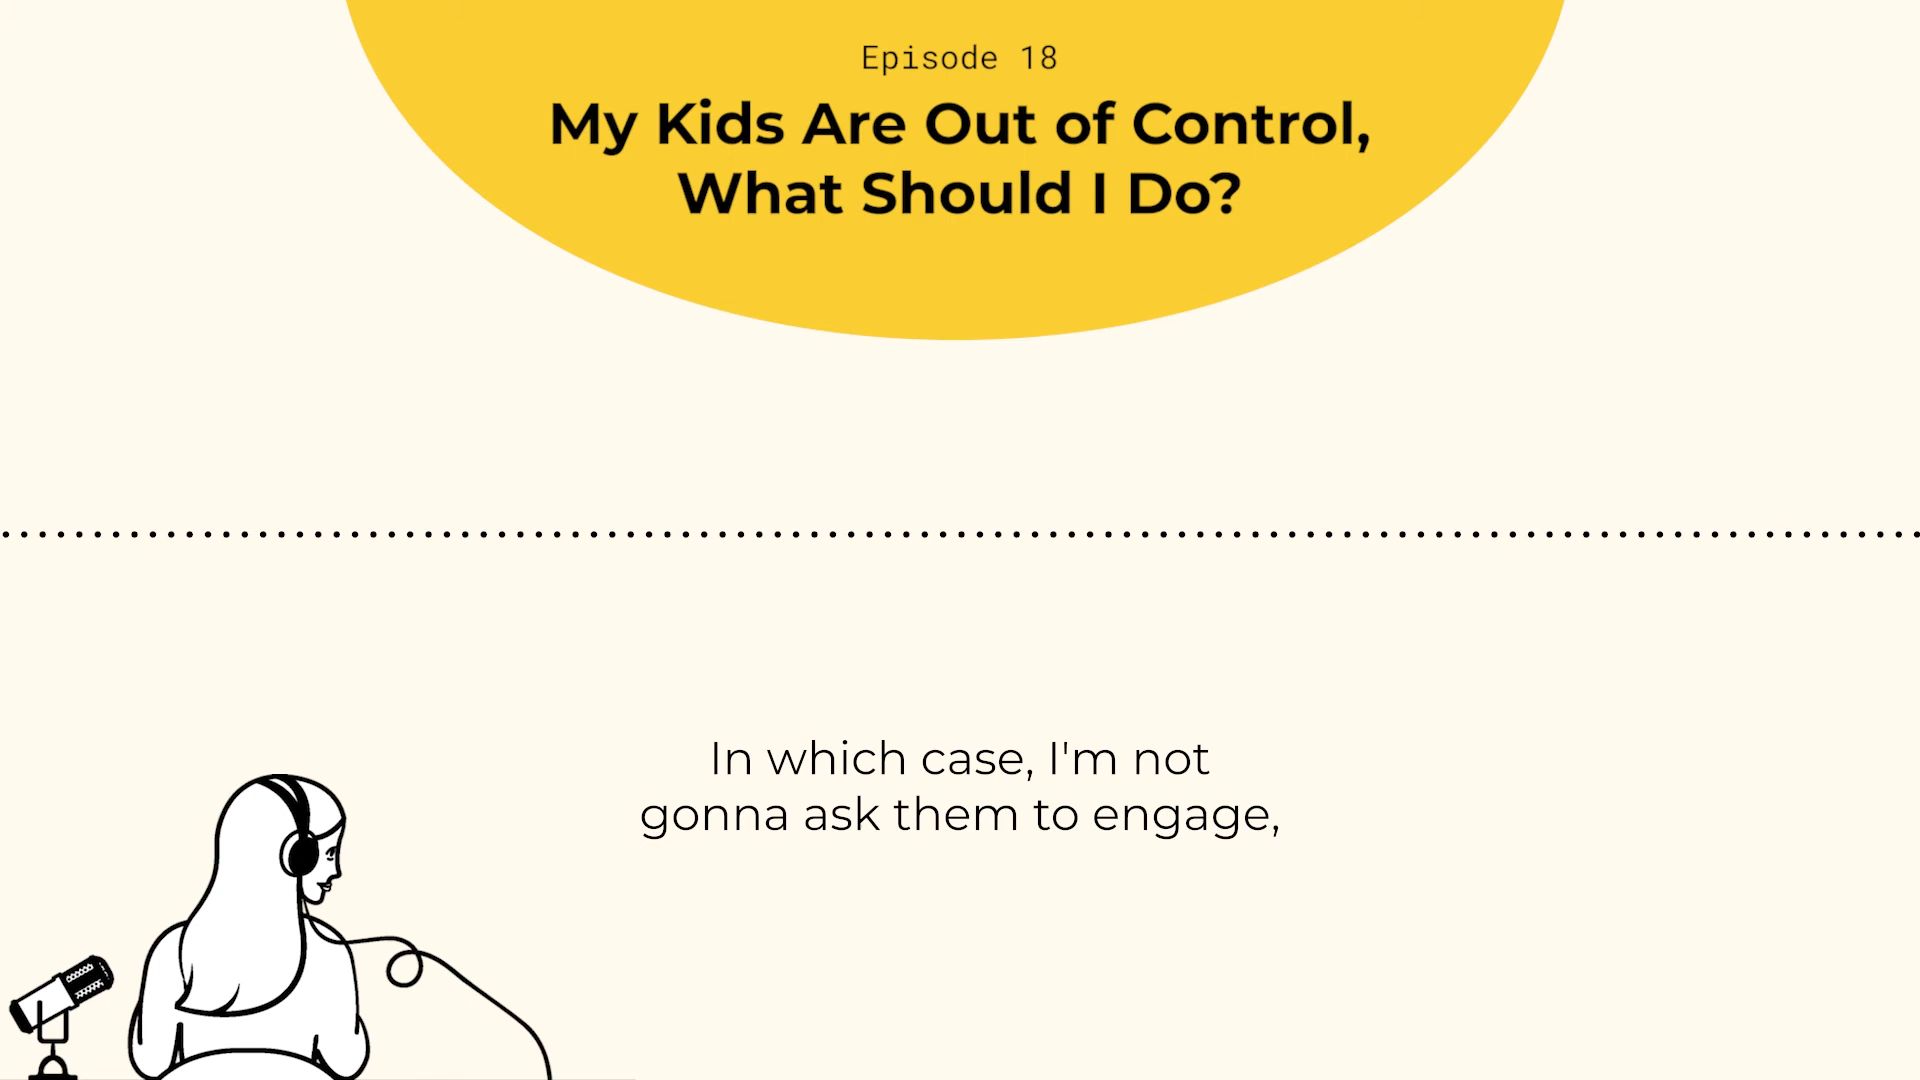 Episode 18
My Kids Are Out of Control,
What Should I Do?
In which case, I'm not
gonna ask them to engage,